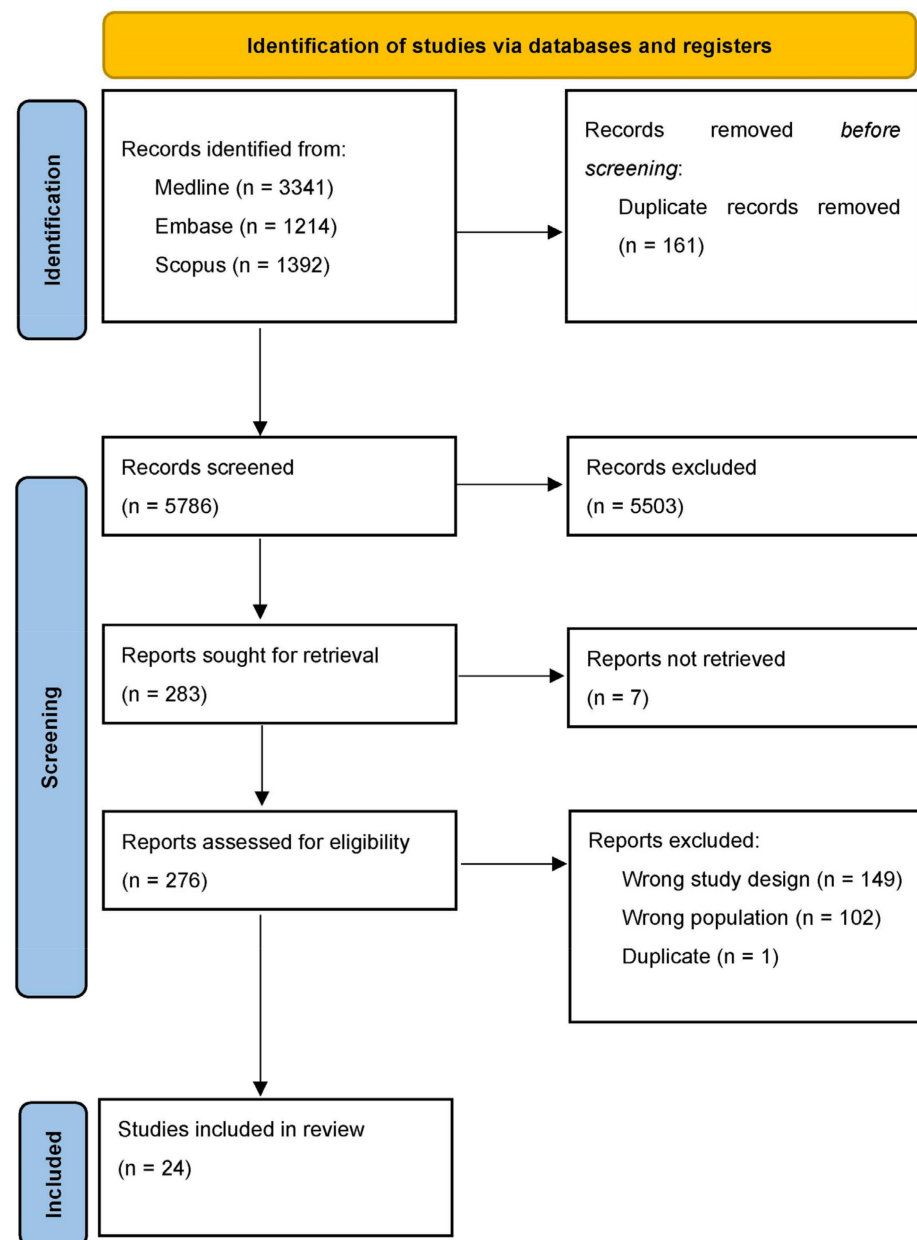 Identification of studies via databases and registers
Identification
Records identified from:
Medline (n = 3341)
Embase (n = 1214)
Scopus (n = 1392)
Records removed before
screening:
Duplicate records removed
(n = 161)
Screening
Records screened
(n = 5786)
Records excluded
(n = 5503)
Reports sought for retrieval
(n = 283)
Reports not retrieved
(n = 7)
Reports assessed for eligibility
(n = 276)
Reports excluded:
Wrong study design (n = 149)
Wrong population (n = 102)
Duplicate (n = 1)
Included
Studies included in review
(n = 24)